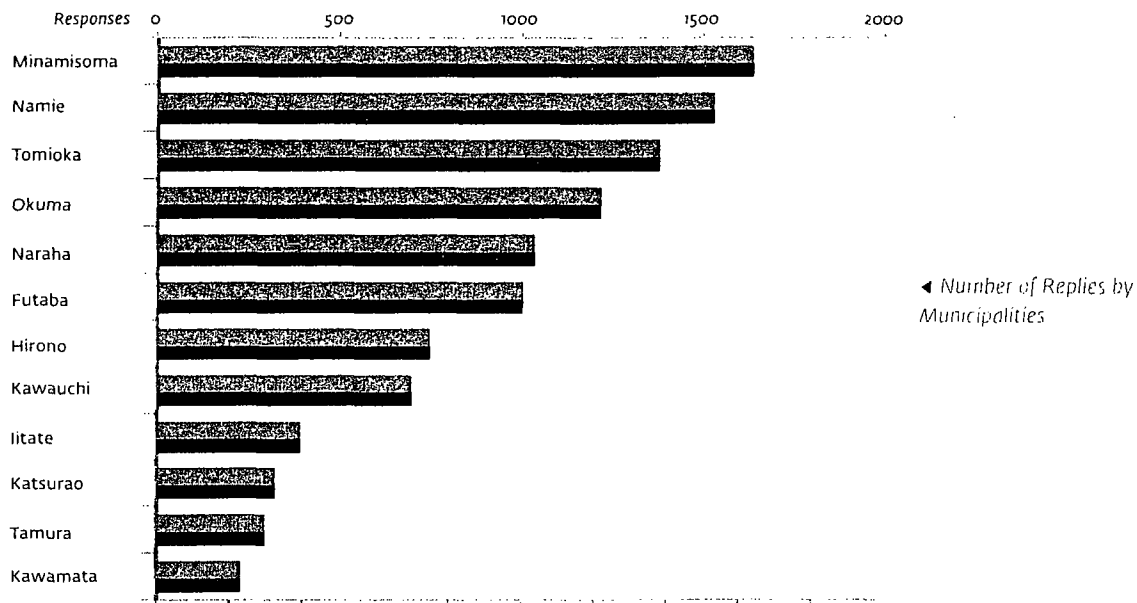 Responses 0 500 1000 1500 2000
Minamisoma
Namie
Tomioka
Okuma
Naraha
Futaba
◄ Number of Replies by
Municipalities
Hirono
Kawauchi
Iitate
Katsurao
Tamura
Kawamata